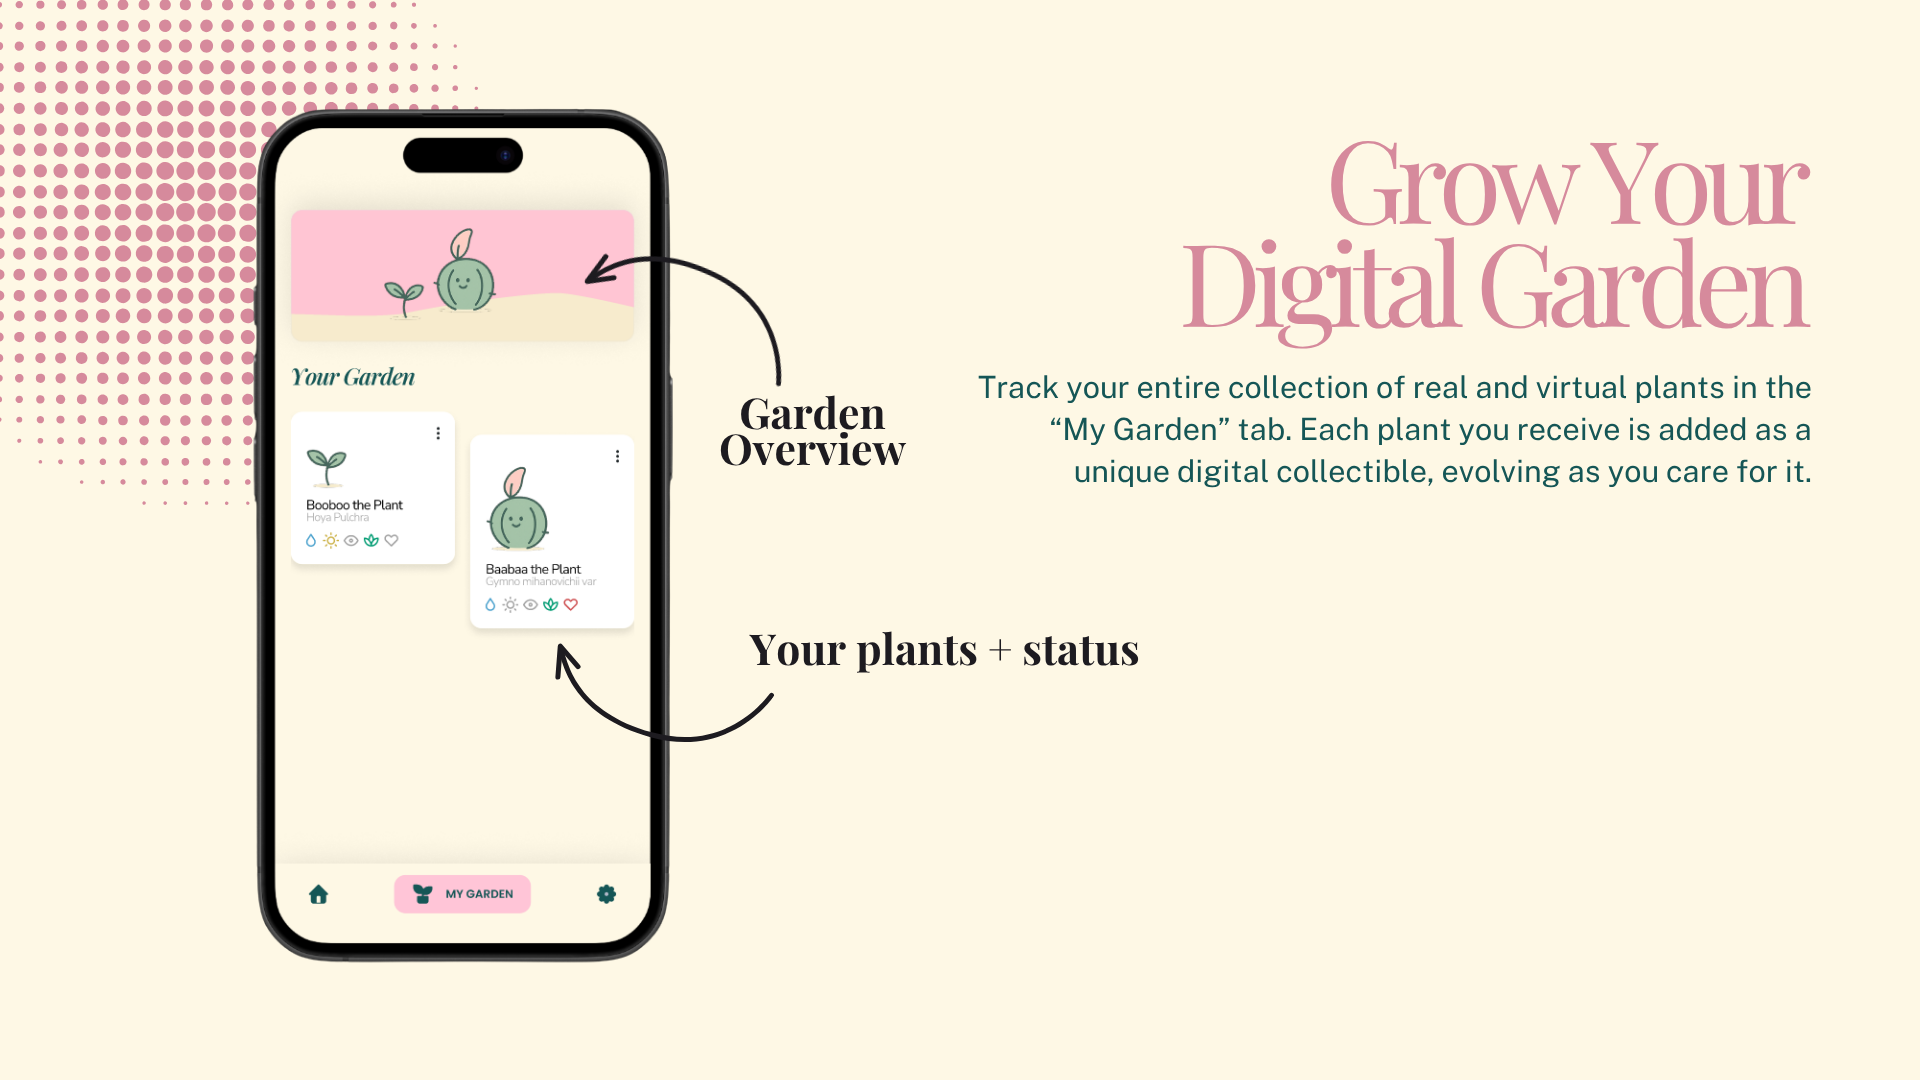 Grow Your
Digital Garden
Track your entire collection of real and virtual plants in the
“My Garden” tab. Each plant you receive is added as a
unique digital collectible, evolving as you care for it.
Garden
Overview
Your Garden
Booboo the Plant
Hoya Pulchra
Baabaa the Plant
Gymno mihanovichii var
Your plants + status
MY GARDEN